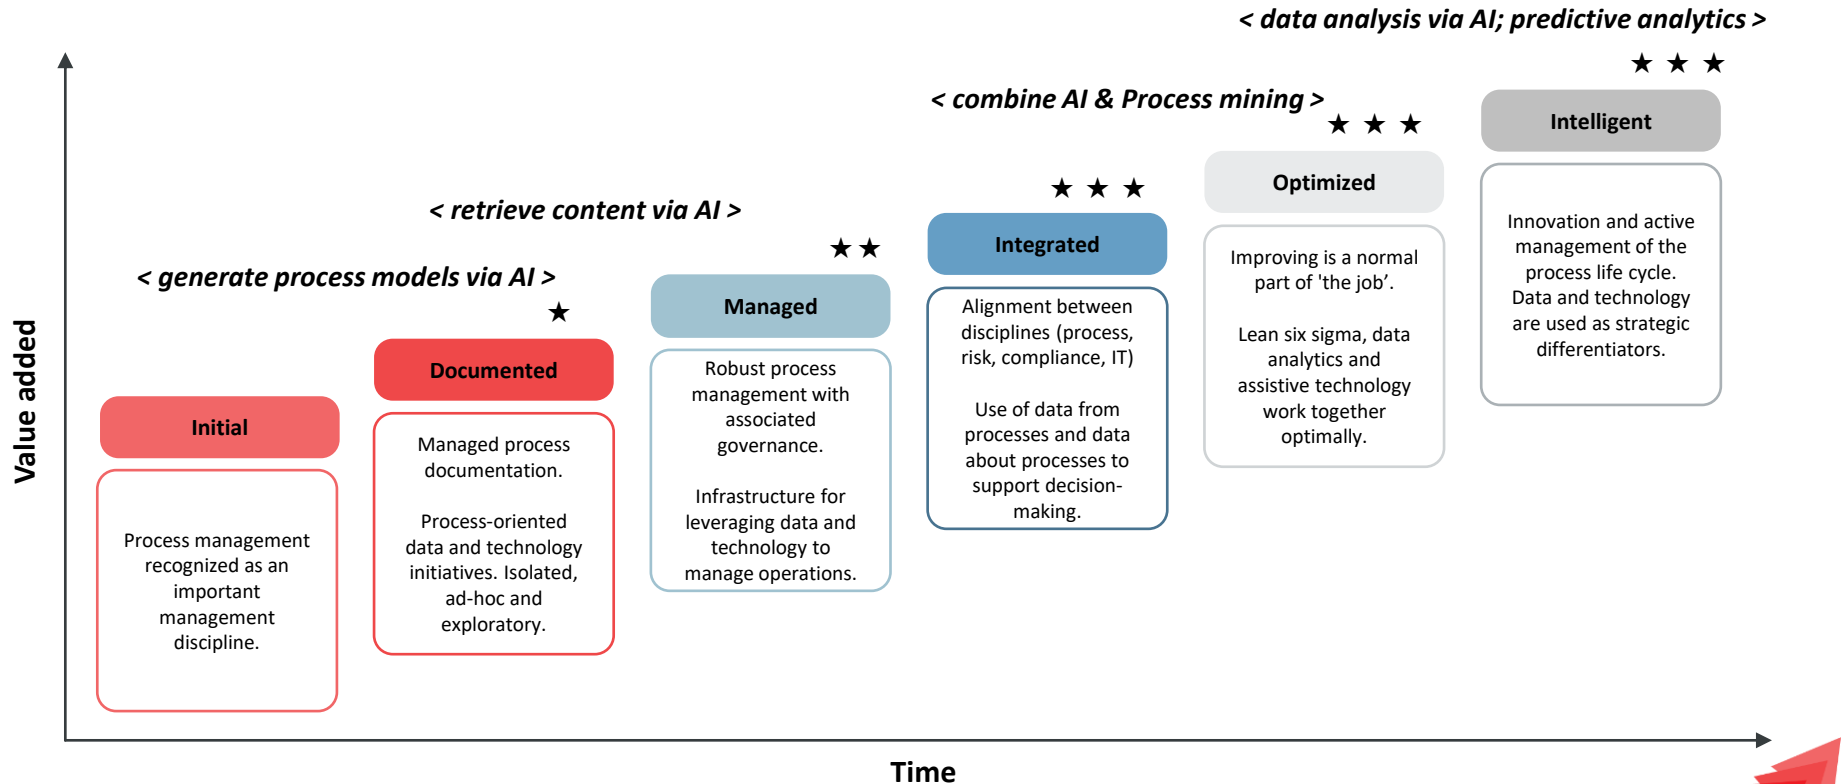 < data analysis via AI; predictive analytics >
★ ★ ★
< combine AI & Process mining >
★ ★ ★
Intelligent
Innovation and active
management of the
process life cycle.
Data and technology
are used as strategic
differentiators.
Optimized
Improving is a normal
part of 'the job’.
Lean six sigma, data
analytics and
assistive technology
work together
optimally.
★ ★ ★
Integrated
Alignment between
disciplines (process,
risk, compliance, IT)
Use of data from
processes and data
about processes to
support decision-
making.
< retrieve content via AI >
★★
Managed
Robust process
management with
associated
governance.
Infrastructure for
leveraging data and
technology to
manage operations.
< generate process models via AI >
★
Documented
Managed process
documentation.
Process-oriented
data and technology
initiatives. Isolated,
ad-hoc and
exploratory.
Initial
Process management
recognized as an
important
management
discipline.
Value added
Time